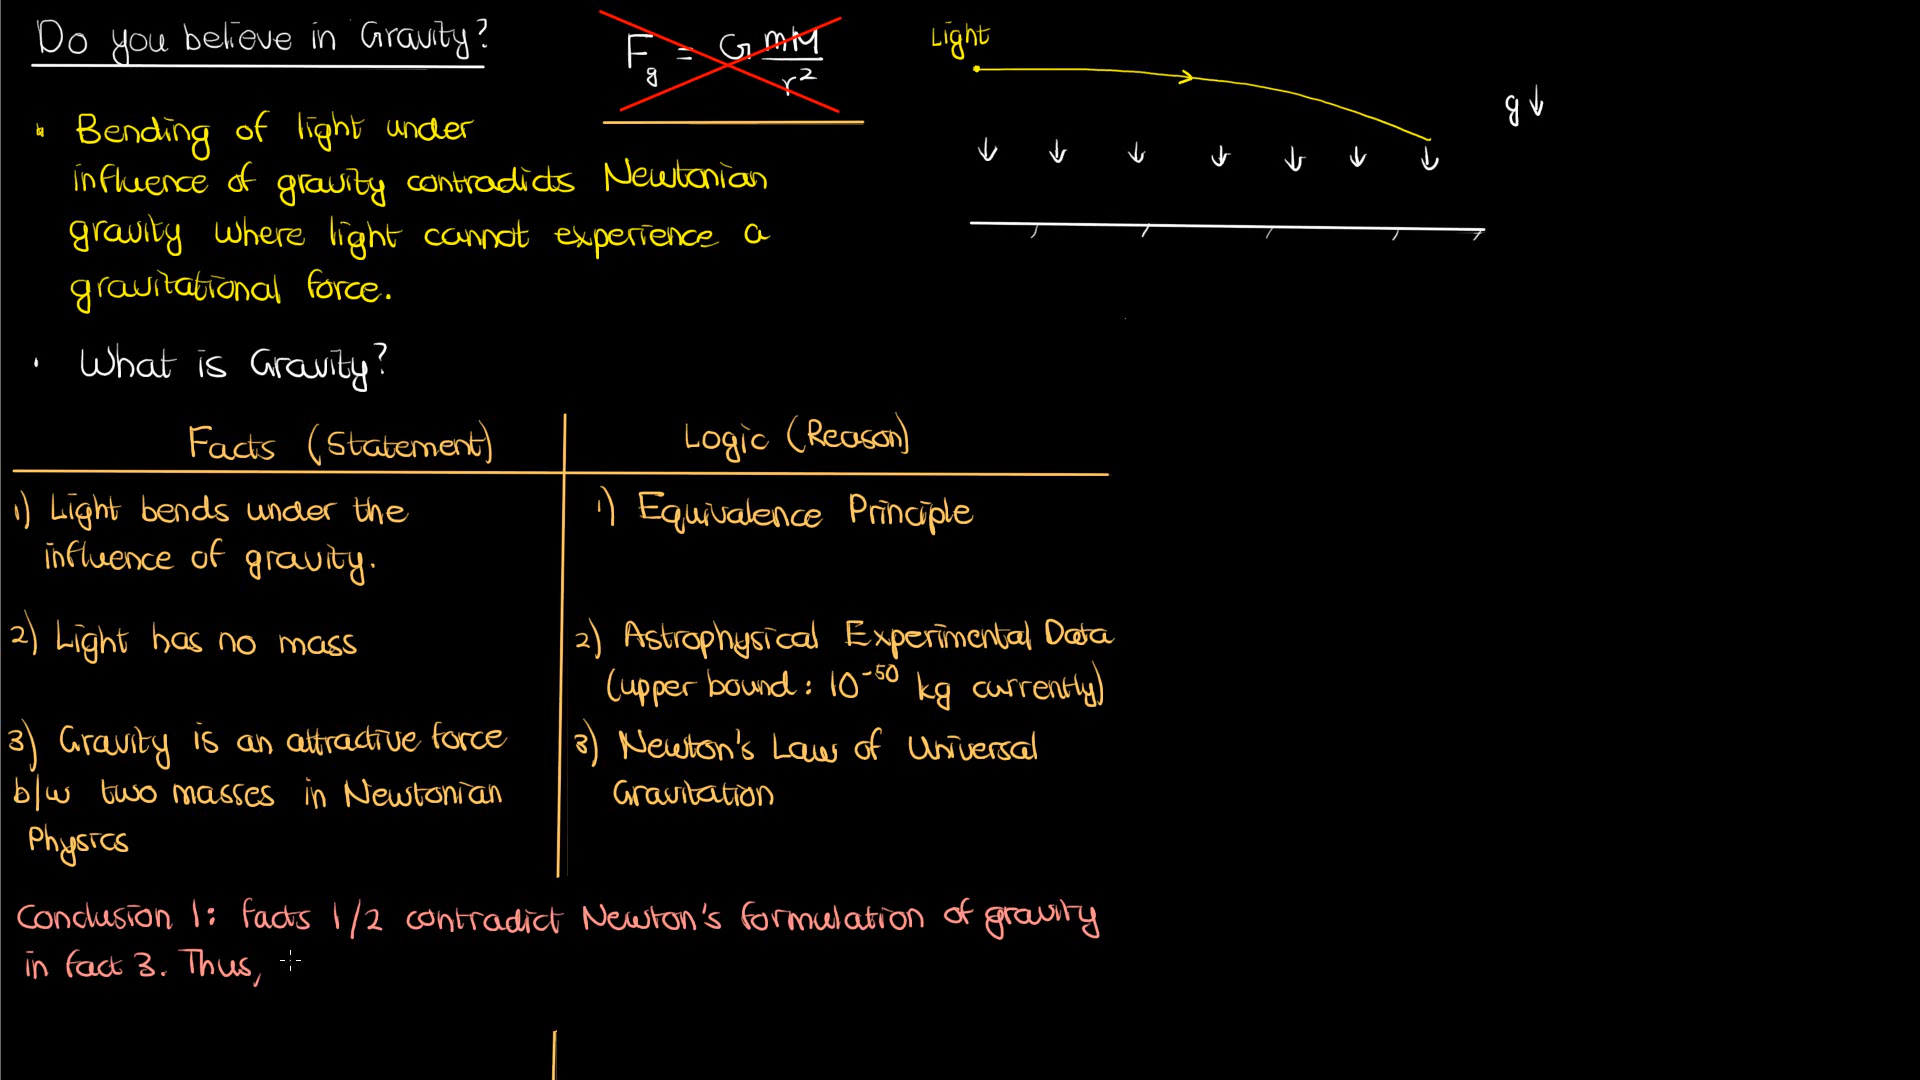 Do you believe in Gravity?
F_g = G mM / r²
Light
g↓
• Bending of light under
influence of gravity contradicts Newtonian
gravity where light cannot experience a
gravitational force.
• What is Gravity?
Facts (Statement)
Logic (Reason)
1) Light bends under the
influence of gravity.
1) Equivalence Principle
2) Light has no mass
2) Astrophysical Experimental Data
(upper bound: 10⁻⁵⁰ kg currently)
3) Gravity is an attractive force
b/w two masses in Newtonian
Physics
3) Newton's Law of Universal
Gravitation
Conclusion 1: Facts 1/2 contradict Newton's formulation of gravity
in fact 3. Thus,